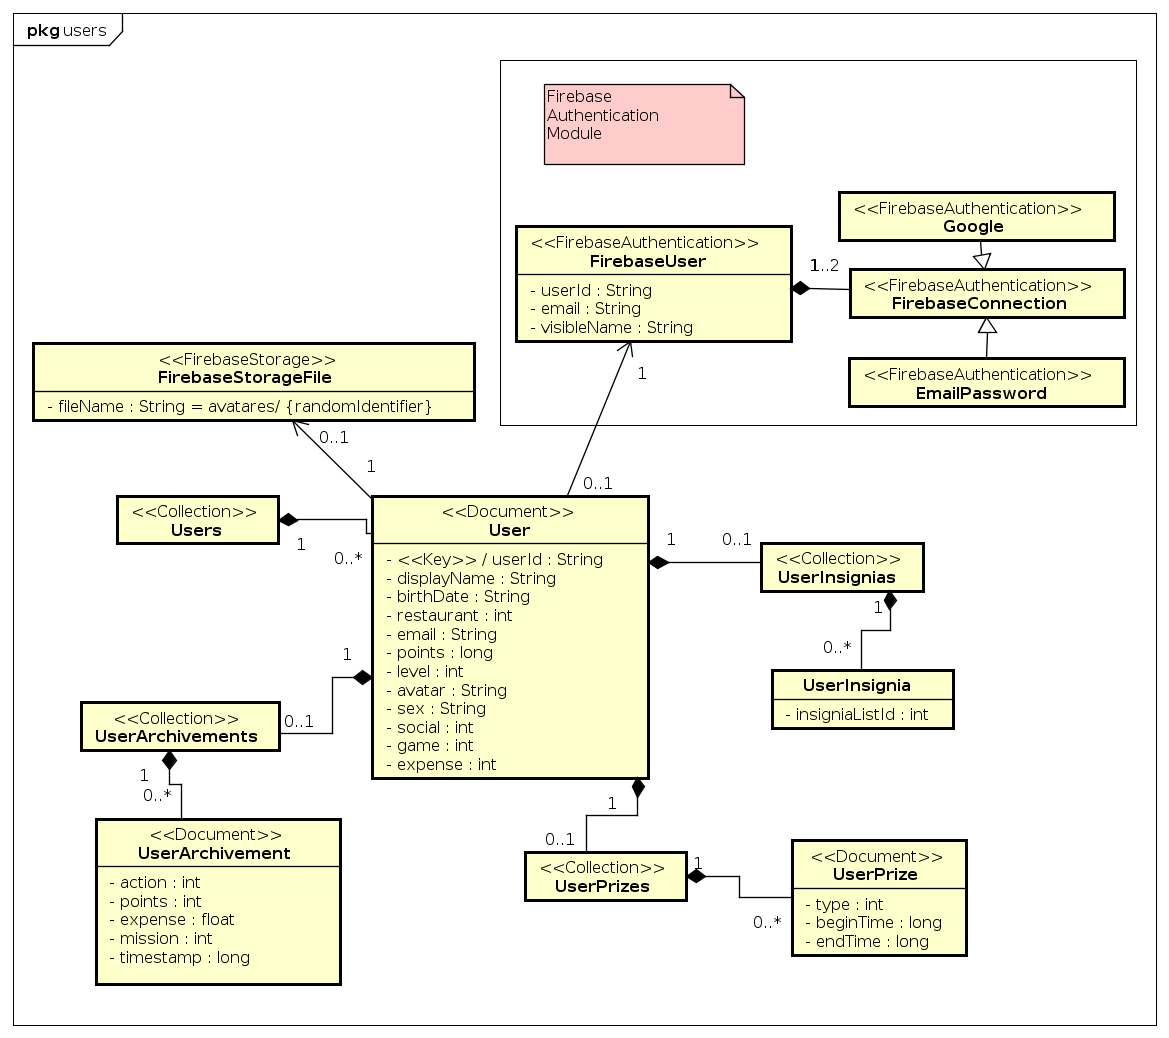 pkg users
Firebase
Authentication
Module
<<FirebaseAuthentication>>
Google
<<FirebaseAuthentication>>
FirebaseUser
- userId : String
- email : String
- visibleName : String
1..2
<<FirebaseAuthentication>>
FirebaseConnection
<<FirebaseAuthentication>>
EmailPassword
<<FirebaseStorage>>
FirebaseStorageFile
- fileName : String = avatares/ {randomIdentifier}
0..1
1
1
0..1
<<Collection>>
Users
1
0..*
<<Document>>
User
- <<Key>> / userId : String
- displayName : String
- birthDate : String
- restaurant : int
- email : String
- points : long
- level : int
- avatar : String
- sex : String
- social : int
- game : int
- expense : int
1
0..1
<<Collection>>
UserInsignias
1
0..*
UserInsignia
- insigniaListId : int
1
0..1
<<Collection>>
UserArchivements
1
0..*
<<Document>>
UserArchivement
- action : int
- points : int
- expense : float
- mission : int
- timestamp : long
1
0..1
<<Collection>>
UserPrizes
1
0..*
<<Document>>
UserPrize
- type : int
- beginTime : long
- endTime : long